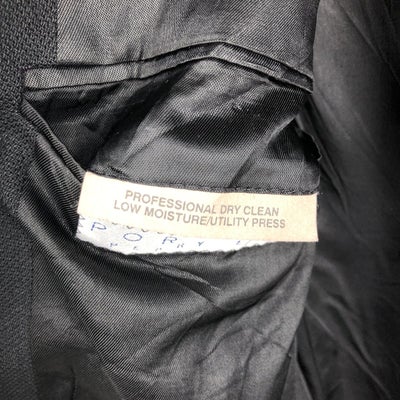 PROFESSIONAL DRY CLEAN
LOW MOISTURE/UTILITY PRESS
P O R